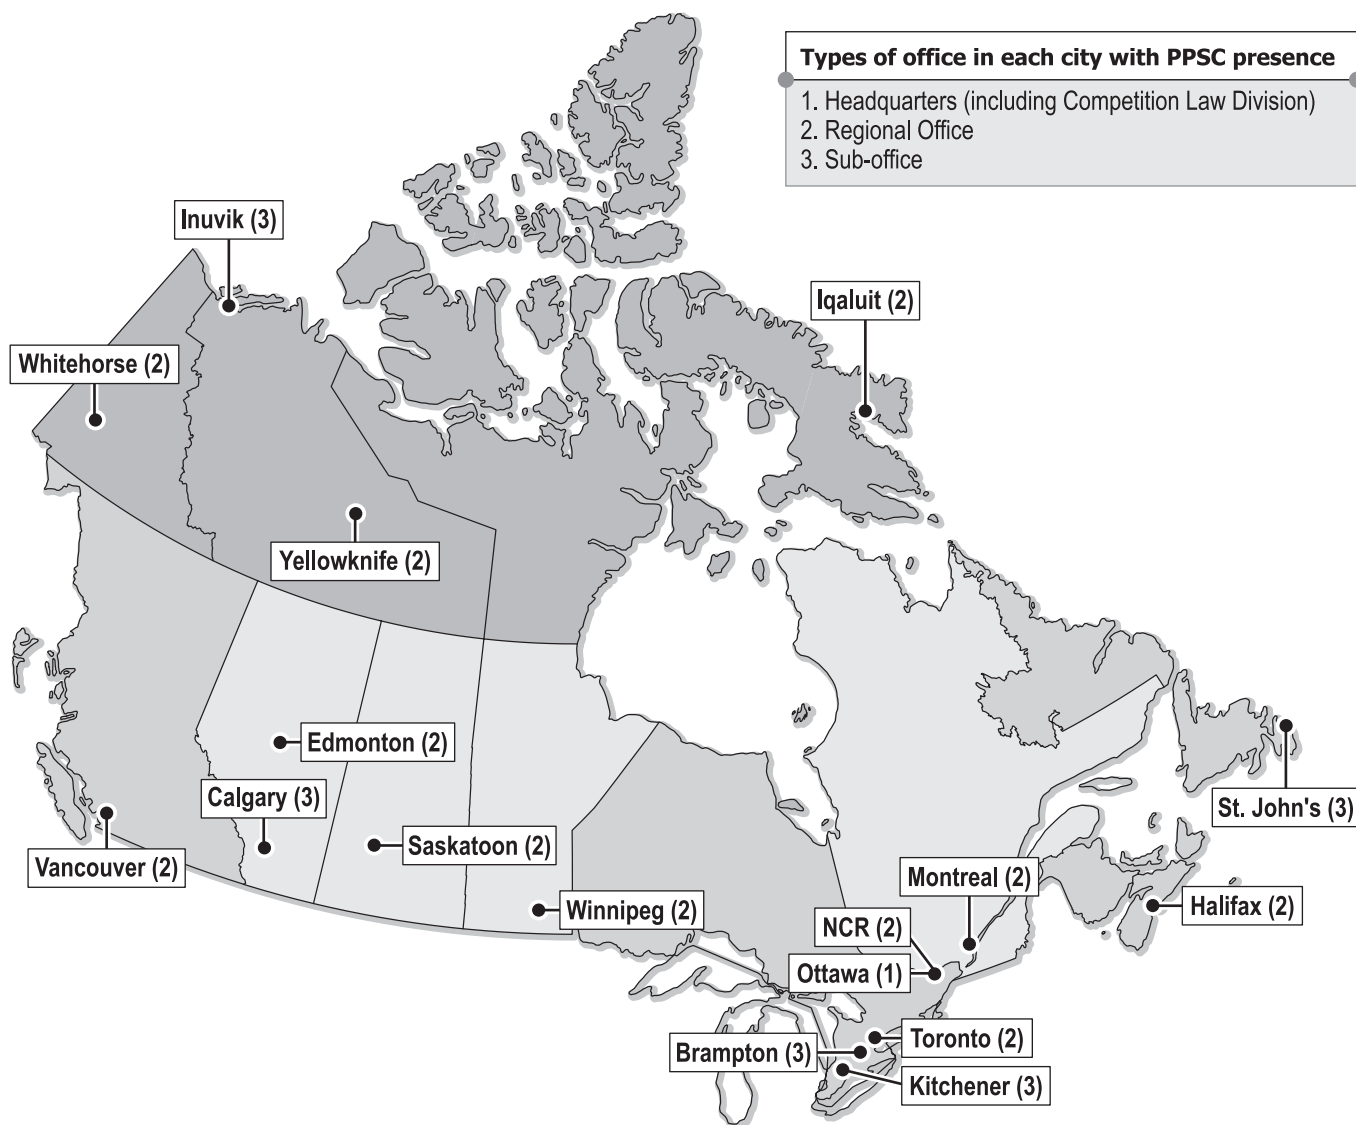 Types of office in each city with PPSC presence
1. Headquarters (including Competition Law Division)
2. Regional Office
3. Sub-office
Inuvik (3)
Iqaluit (2)
Whitehorse (2)
Yellowknife (2)
Edmonton (2)
Calgary (3)
St. John's (3)
Saskatoon (2)
Vancouver (2)
Montreal (2)
Winnipeg (2)
Halifax (2)
NCR (2)
Ottawa (1)
Toronto (2)
Brampton (3)
Kitchener (3)